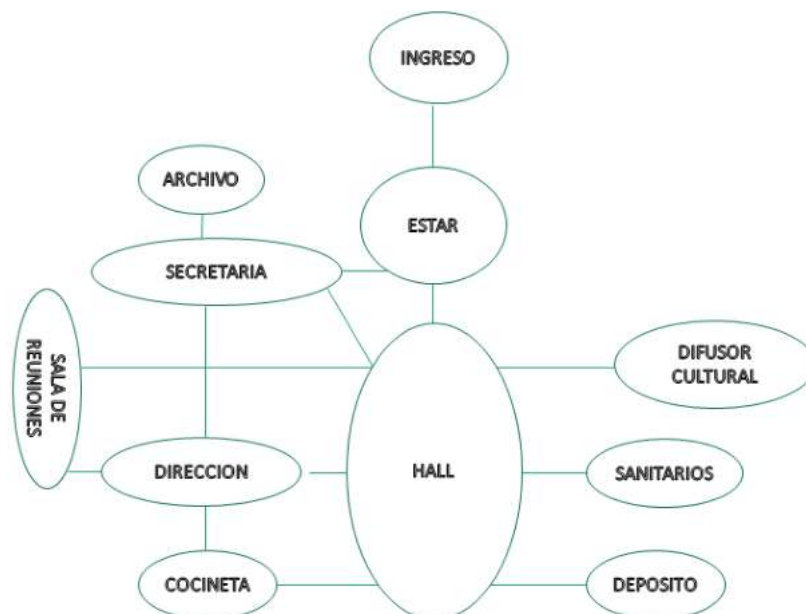 INGRESO
ARCHIVO
ESTAR
SECRETARIA
SALA DE
REUNIONES
DIFUSOR
CULTURAL
DIRECCION
HALL
SANITARIOS
COCINETA
DEPOSITO